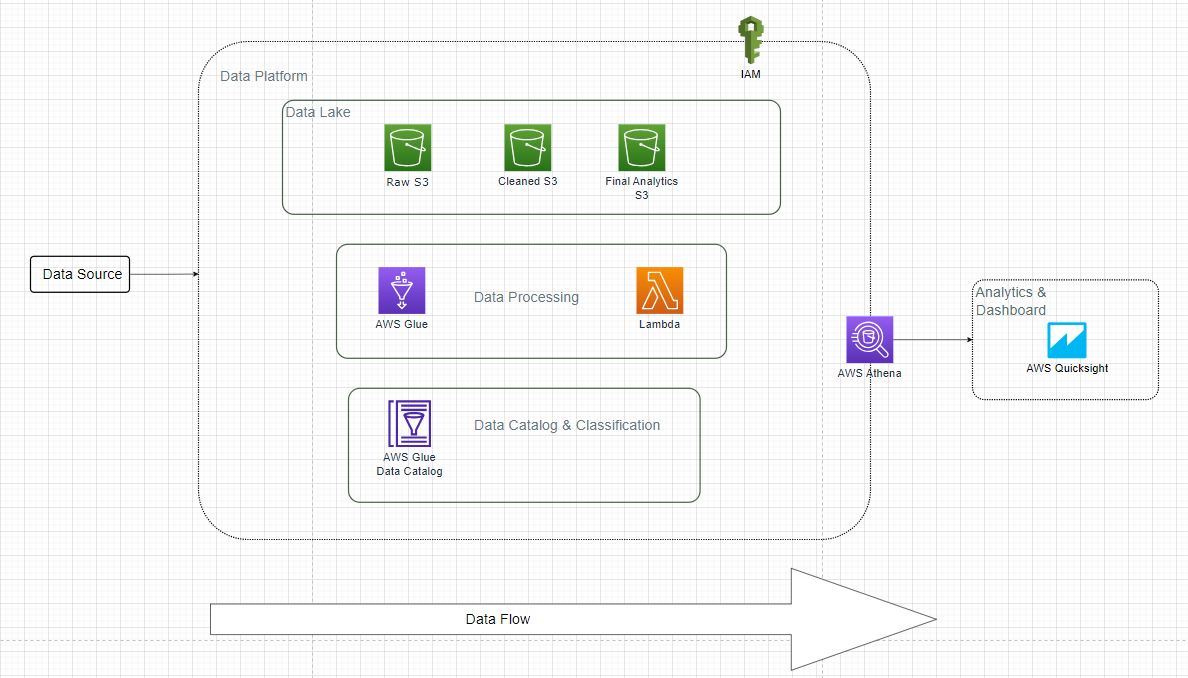 IAM
Data Platform
Data Lake
Raw S3
Cleaned S3
Final Analytics
S3
Data Source
AWS Glue
Data Processing
Lambda
Analytics &
Dashboard
AWS Athena
AWS Quicksight
Data Catalog & Classification
AWS Glue
Data Catalog
Data Flow